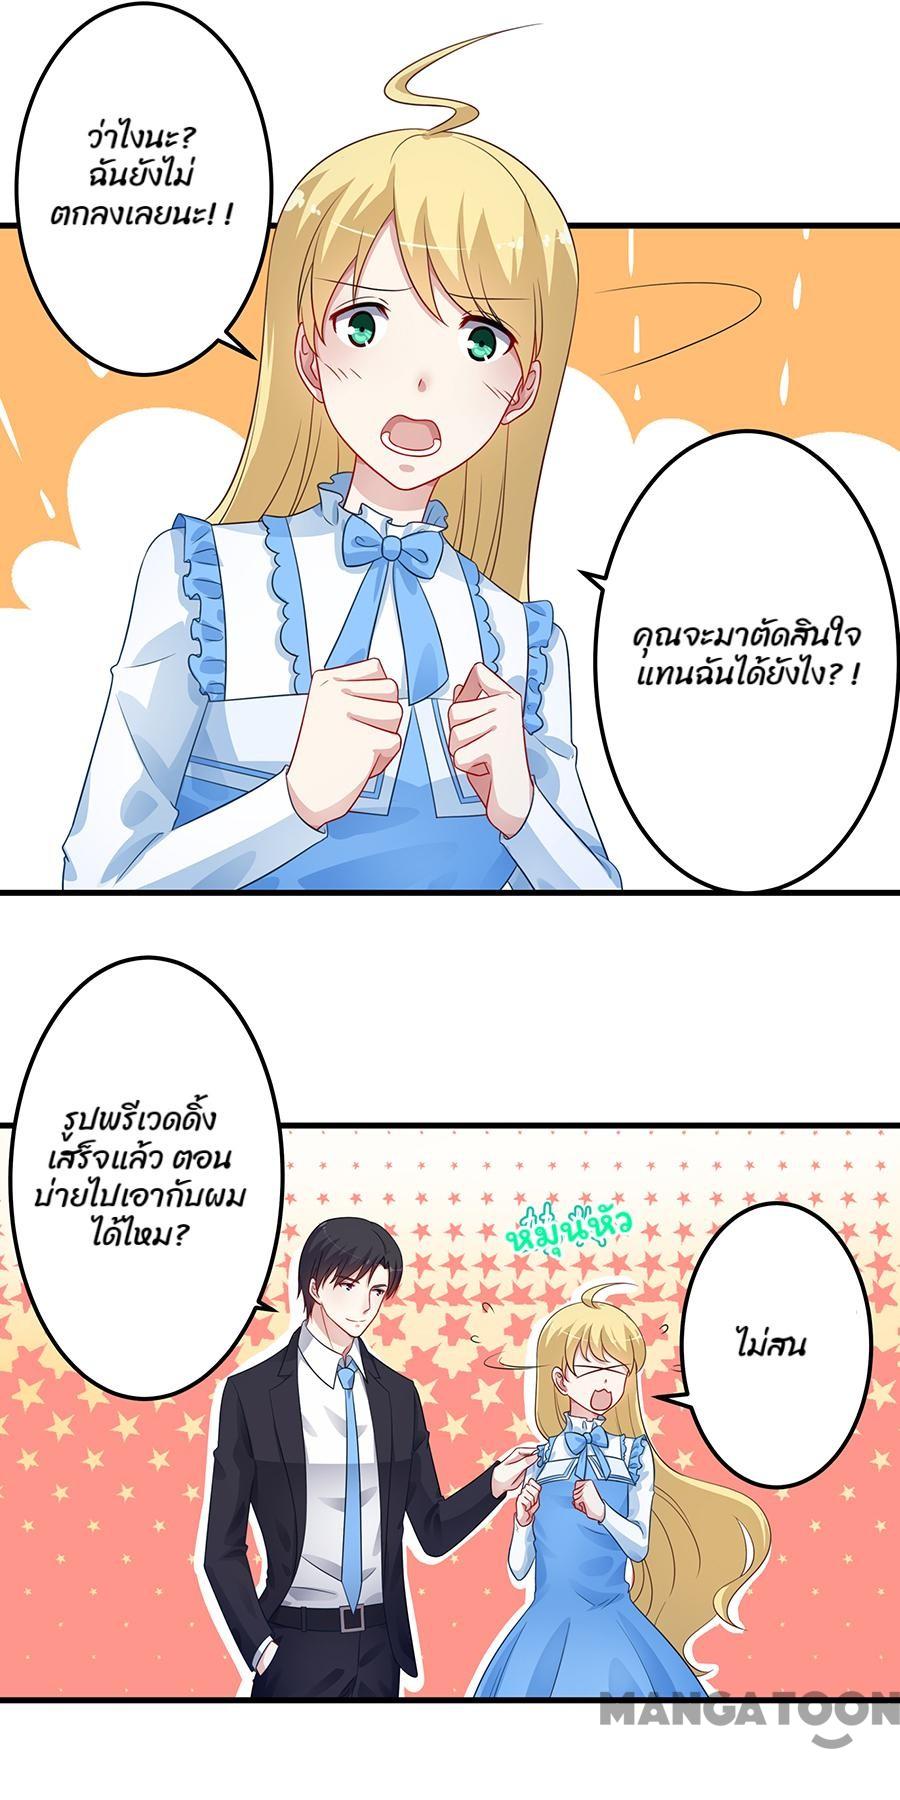 ว่าไงนะ?
ฉันยังไม่
ตกลงเลยนะ!!
คุณจะมาตัดสินใจ
แทนฉันได้ยังไง?!
รูปพรีเวดดิ้ง
เสร็จแล้ว ตอน
บ่ายไปเอากับผม
ได้ไหม?
หมุนหัว
ไม่สน
MANGATOON